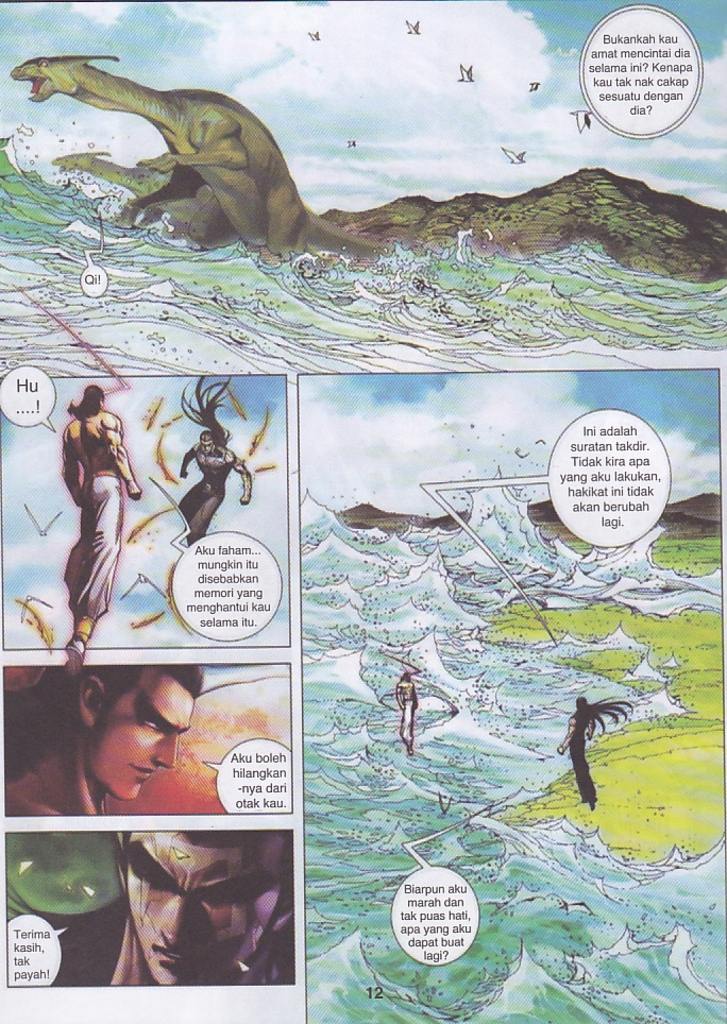 Bukankah kau
amat mencintai dia
selama ini? Kenapa
kau tak nak cakap
sesuatu dengan
dia?
Qi!
Hu
....!
Aku faham...
mungkin itu
disebabkan
memori yang
menghantui kau
selama itu.
Ini adalah
suratan takdir.
Tidak kira apa
yang aku lakukan,
hakikat ini tidak
akan berubah
lagi.
Aku boleh
hilangkan
-nya dari
otak kau.
Terima
kasih,
tak
payah!
Biarpun aku
marah dan
tak puas hati,
apa yang aku
dapat buat
lagi?
12